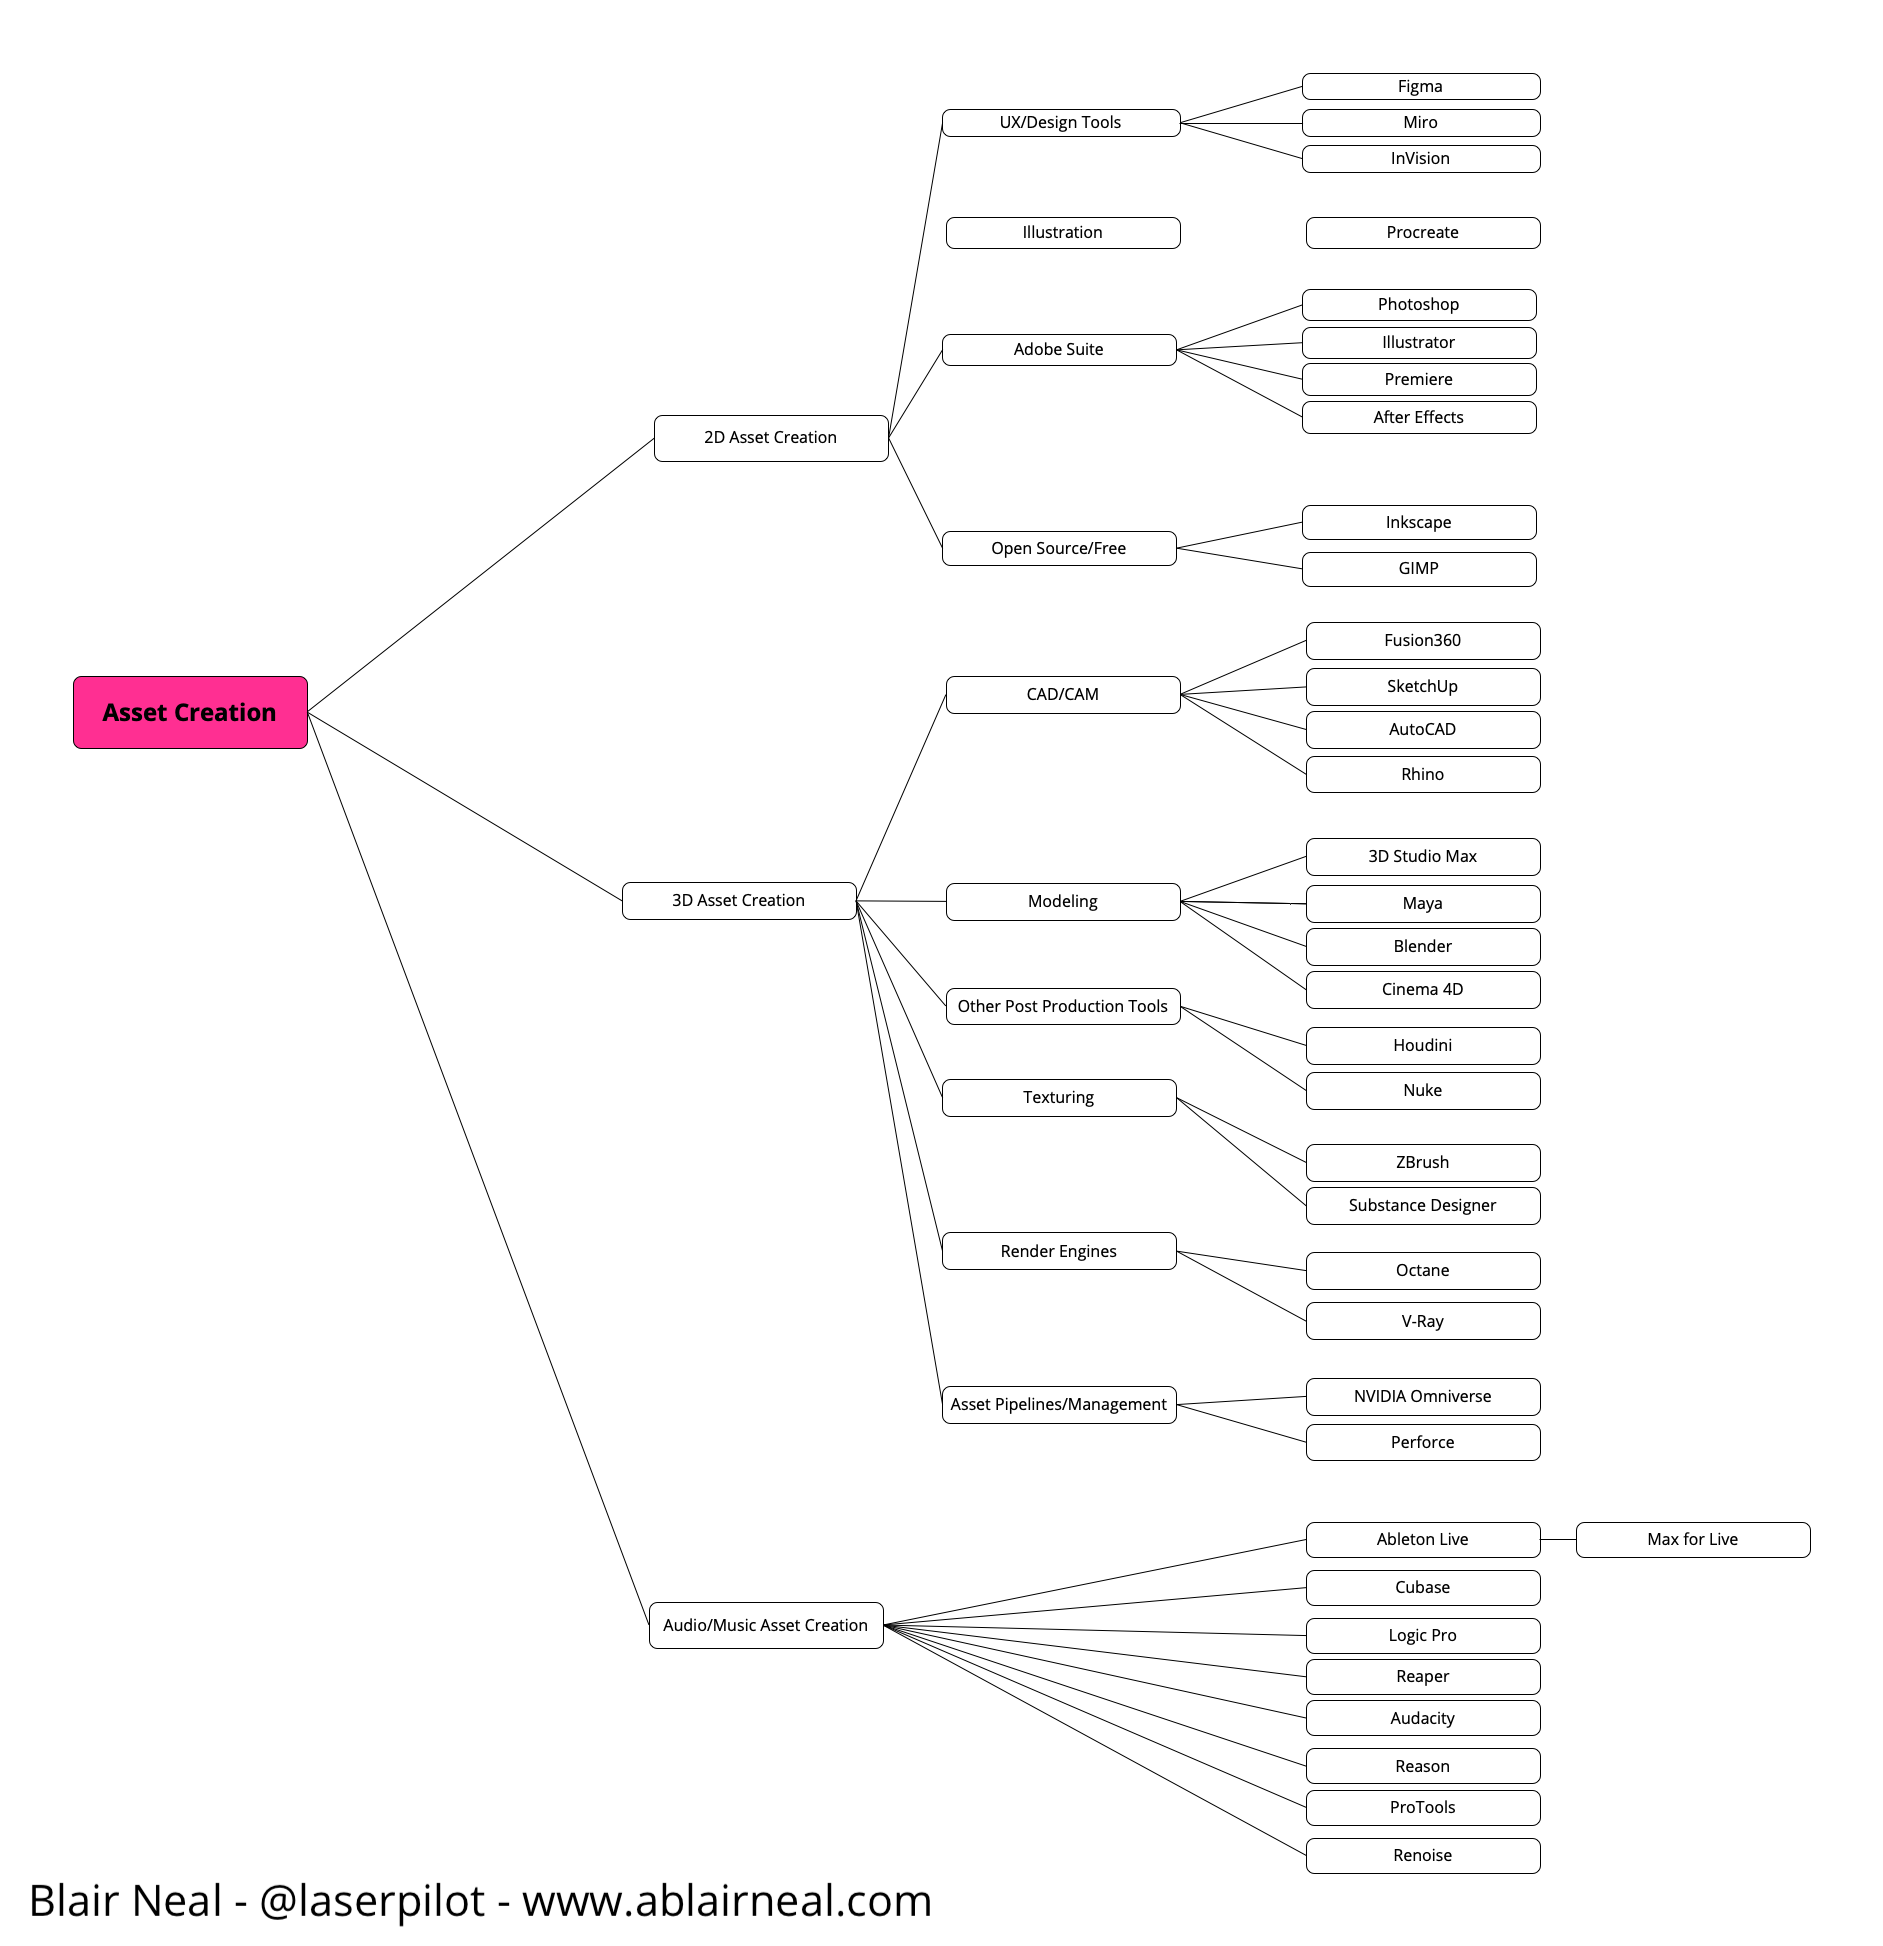 Asset Creation
2D Asset Creation
UX/Design Tools
Figma
Miro
InVision
Illustration
Procreate
Adobe Suite
Photoshop
Illustrator
Premiere
After Effects
Open Source/Free
Inkscape
GIMP
3D Asset Creation
CAD/CAM
Fusion360
SketchUp
AutoCAD
Rhino
Modeling
3D Studio Max
Maya
Blender
Cinema 4D
Other Post Production Tools
Houdini
Nuke
Texturing
ZBrush
Substance Designer
Render Engines
Octane
V-Ray
Asset Pipelines/Management
NVIDIA Omniverse
Perforce
Audio/Music Asset Creation
Ableton Live
Max for Live
Cubase
Logic Pro
Reaper
Audacity
Reason
ProTools
Renoise
Blair Neal - @laserpilot - www.ablairneal.com